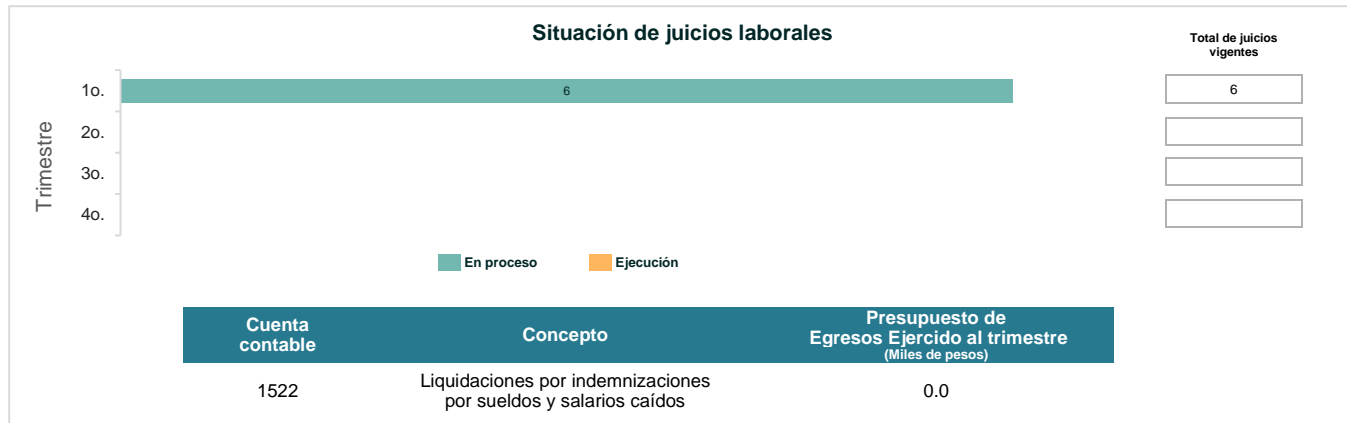 Situación de juicios laborales
Total de juicios
vigentes
Trimestre
1o.
6
6
2o.
3o.
4o.
En proceso
Ejecución
Cuenta
contable
Concepto
Presupuesto de
Egresos Ejercido al trimestre
(Miles de pesos)
1522
Liquidaciones por indemnizaciones
por sueldos y salarios caídos
0.0